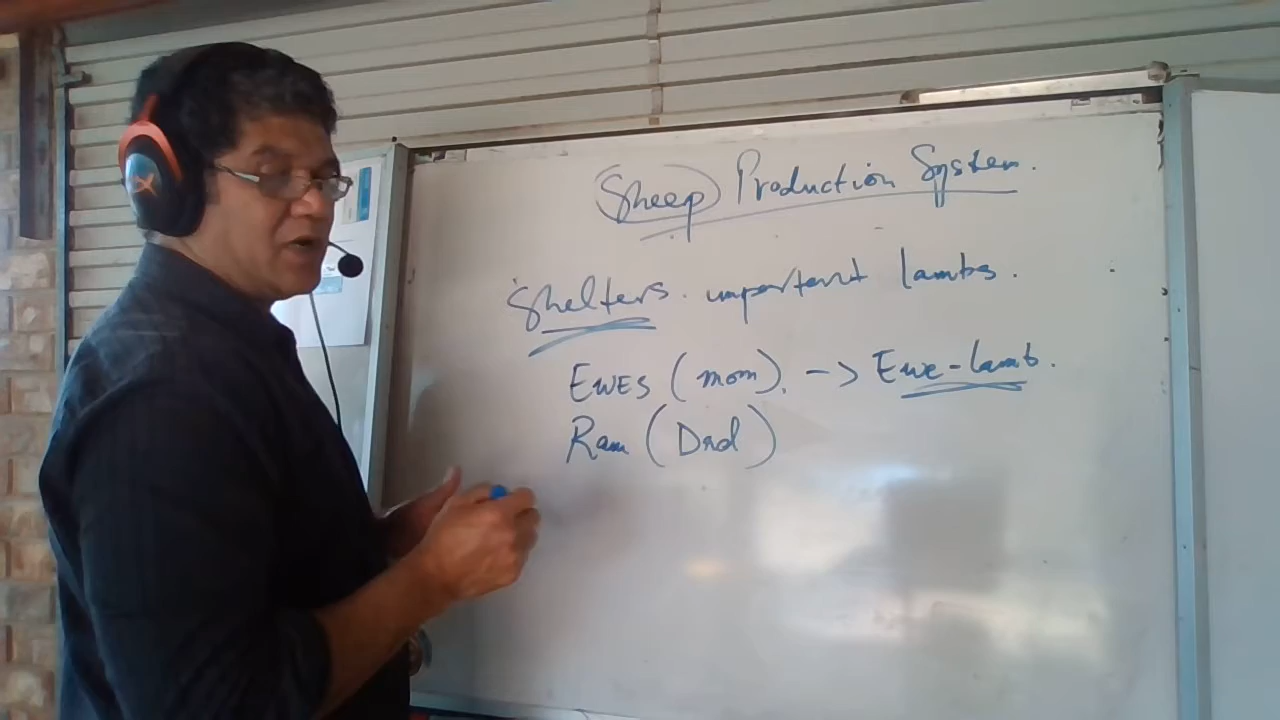 Sheep Production System.
Shelters. important lambs.
EWES (mom). -> EWE-lamb.
Ram (Dad)